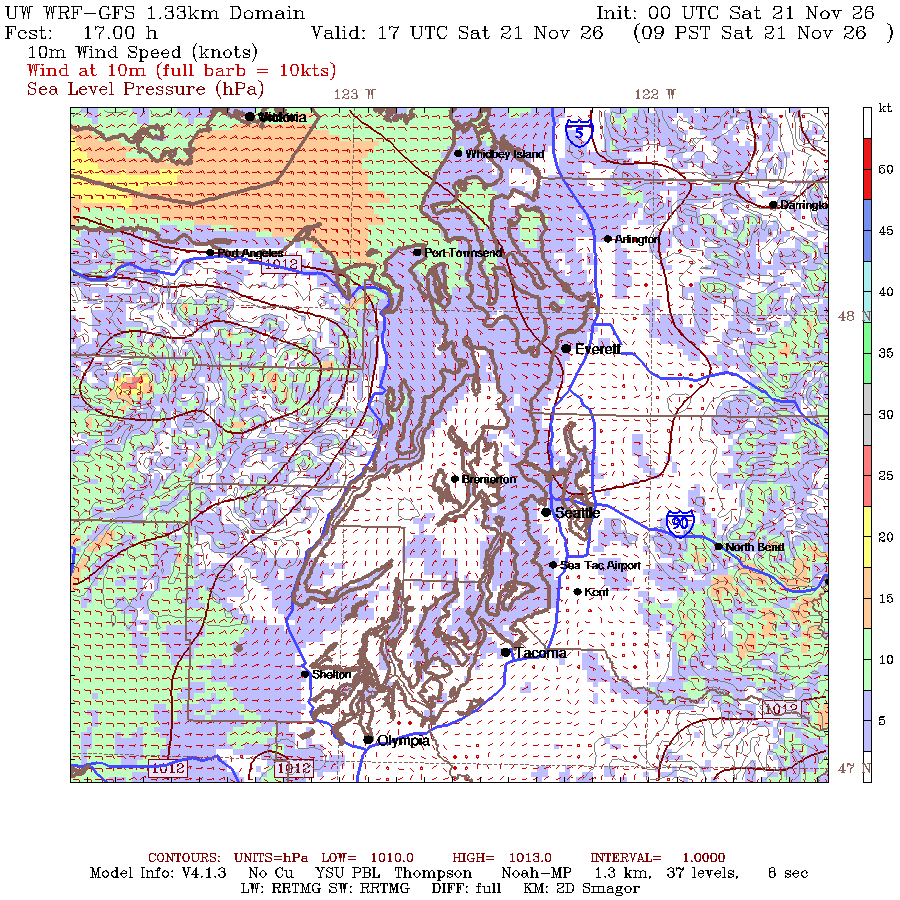 UW WRF-GFS 1.33km Domain Init: 00 UTC Sat 21 Nov 26
Fcst: 17.00 h Valid: 17 UTC Sat 21 Nov 26 (09 PST Sat 21 Nov 26 )
10m Wind Speed (knots)
Wind at 10m (full barb = 10kts)
Sea Level Pressure (hPa)
123 W 122 W
kt
Victoria
5
Whidbey Island
60
Darringto
Arlington
45
Port Angeles
Port Townsend
1012
40
48 N
Everett
35
30
Bremerton
25
Seattle
90
20
North Bend
Sea Tac Airport
Kent
15
Tacoma
10
Shelton
1012
5
Olympia
1012
1012
47 N
CONTOURS: UNITS=hPa LOW= 1010.0 HIGH= 1013.0 INTERVAL= 1.0000
Model Info: V4.1.3 No Cu YSU PBL Thompson Noah-MP 1.3 km, 37 levels, 8 sec
LW: RRTMG SW: RRTMG DIFF: full KM: 2D Smagor